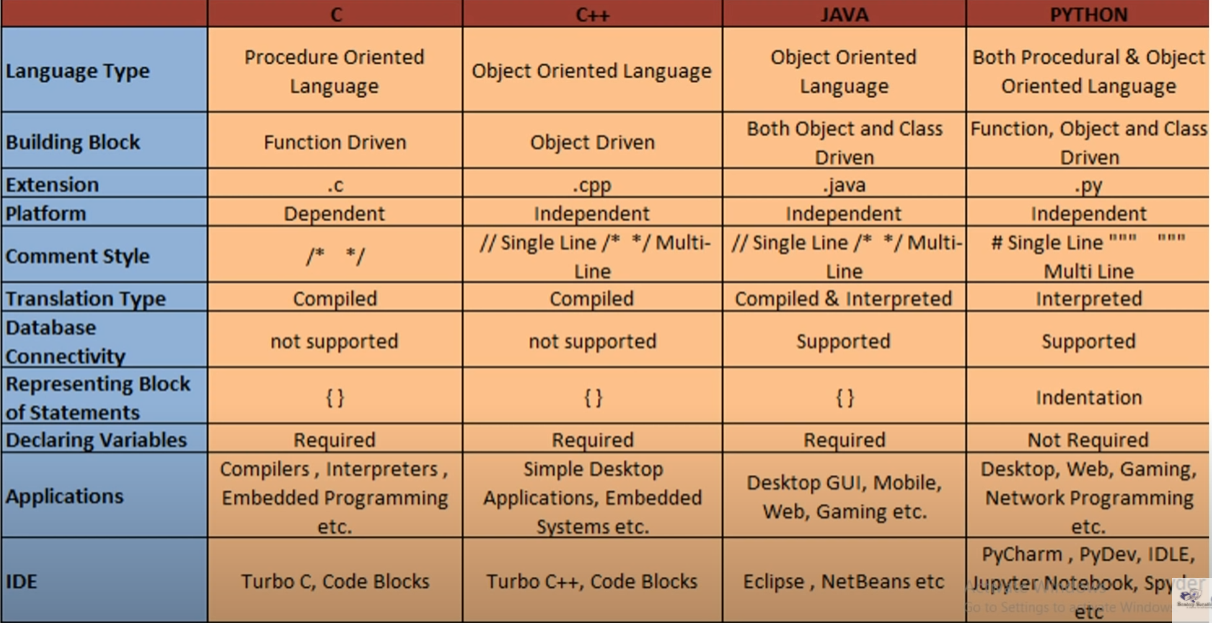 C C++ JAVA PYTHON
Language Type
Procedure Oriented
Language
Object Oriented Language
Object Oriented
Language
Both Procedural & Object
Oriented Language
Building Block
Function Driven
Object Driven
Both Object and Class
Driven
Function, Object and Class
Driven
Extension .c .cpp .java .py
Platform Dependent Independent Independent Independent
Comment Style
/* */
// Single Line /* */ Multi-
Line
// Single Line /* */ Multi-
Line
# Single Line """ """
Multi Line
Translation Type Compiled Compiled Compiled & Interpreted Interpreted
Database
Connectivity
not supported
not supported
Supported
Supported
Representing Block
of Statements
{ }
{ }
{ }
Indentation
Declaring Variables Required Required Required Not Required
Applications
Compilers , Interpreters ,
Embedded Programming
etc.
Simple Desktop
Applications, Embedded
Systems etc.
Desktop GUI, Mobile,
Web, Gaming etc.
Desktop, Web, Gaming,
Network Programming
etc.
IDE
Turbo C, Code Blocks
Turbo C++, Code Blocks
Eclipse , NetBeans etc
PyCharm , PyDev, IDLE,
Jupyter Notebook, Spyder
etc
Activate Windows
Go to Settings to activate Windows